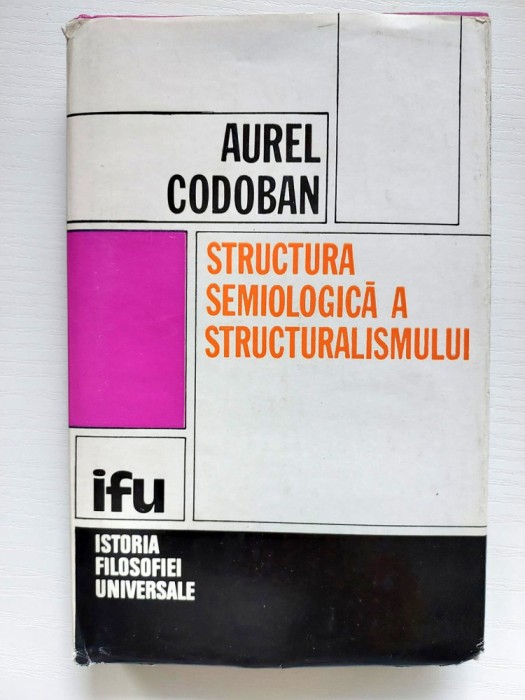 AUREL
CODOBAN
STRUCTURA
SEMIOLOGICĂ A
STRUCTURALISMULUI
ifu
ISTORIA
FILOSOFIEI
UNIVERSALE